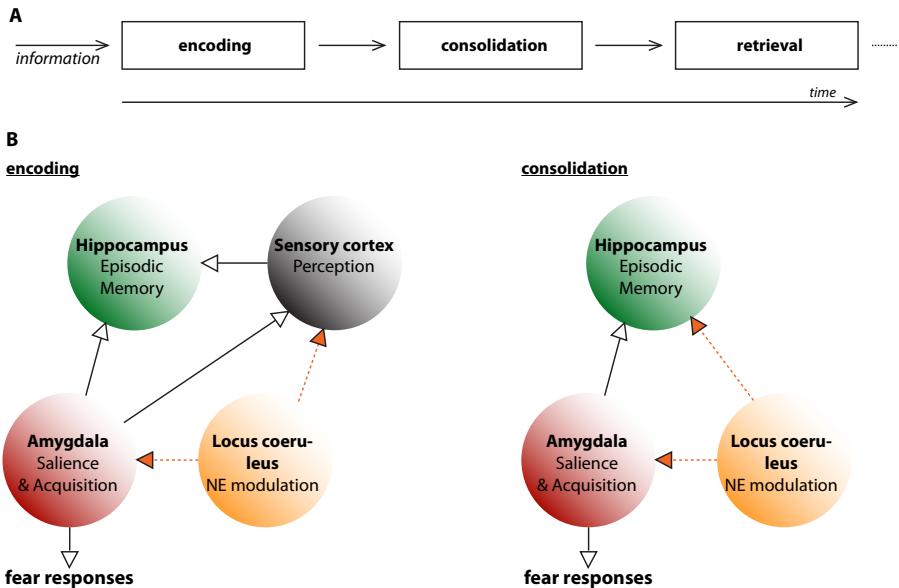 A
information
encoding
consolidation
retrieval
time
B
encoding
Hippocampus
Episodic
Memory
Sensory cortex
Perception
Amygdala
Salience
& Acquisition
Locus coeru-
leus
NE modulation
fear responses
consolidation
Hippocampus
Episodic
Memory
Amygdala
Salience
& Acquisition
Locus coeru-
leus
NE modulation
fear responses